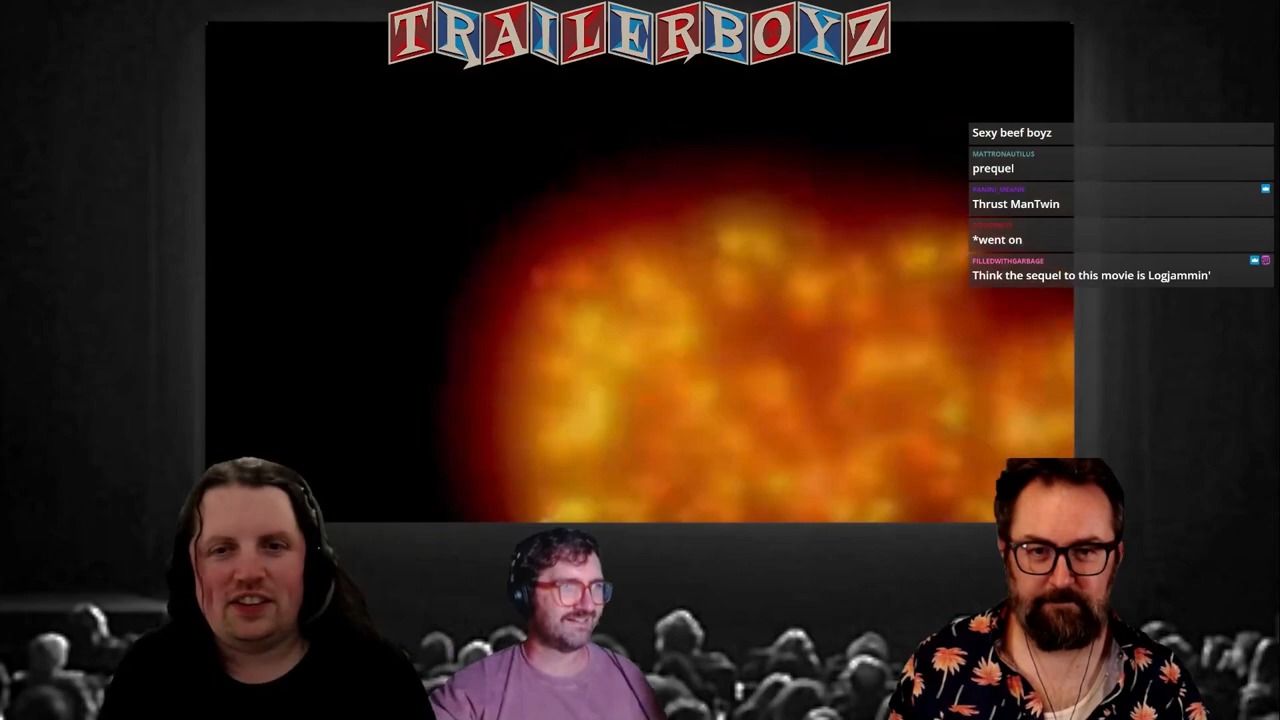 TRAILERBOYZ
Sexy beef boyz
MATTRONAUTILUS
prequel
PANINI_MEANIE
Thrust ManTwin
*went on
FILLEDWITHGARBAGE
Think the sequel to this movie is Logjammin'